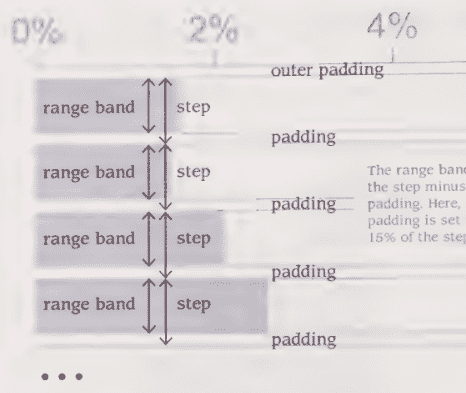 0% 2% 4%
outer padding
range band step
padding
range band step
The range band
the step minus
padding padding. Here,
padding is set
range band step 15% of the step
padding
range band step
padding
...